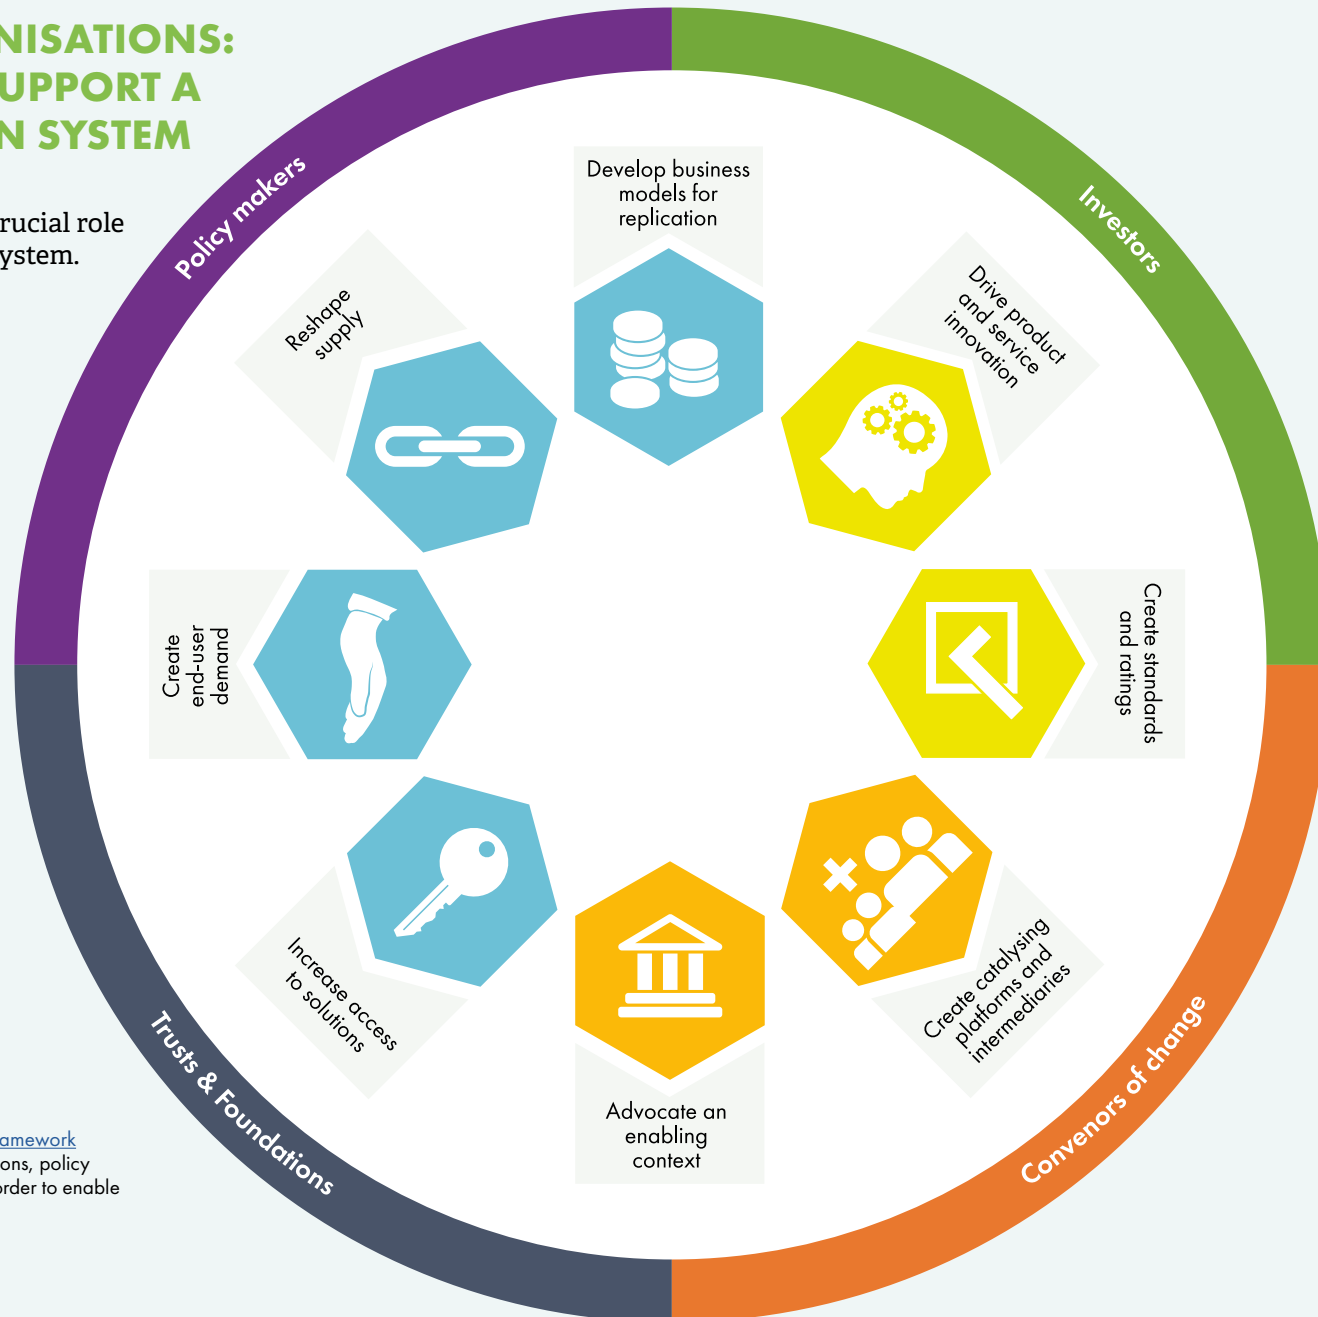 NISATIONS:
UPPORT A
N SYSTEM
rucial role
ystem.
Policy makers
Investors
Develop business
models for
replication
Drive product
and service
innovation
Create standards
and ratings
Create catalysing
platforms and
intermediaries
Advocate an
enabling
context
Increase access
to solutions
Create
end-user
demand
Reshape
supply
Trusts & Foundations
Convenors of change
amework
ons, policy
order to enable